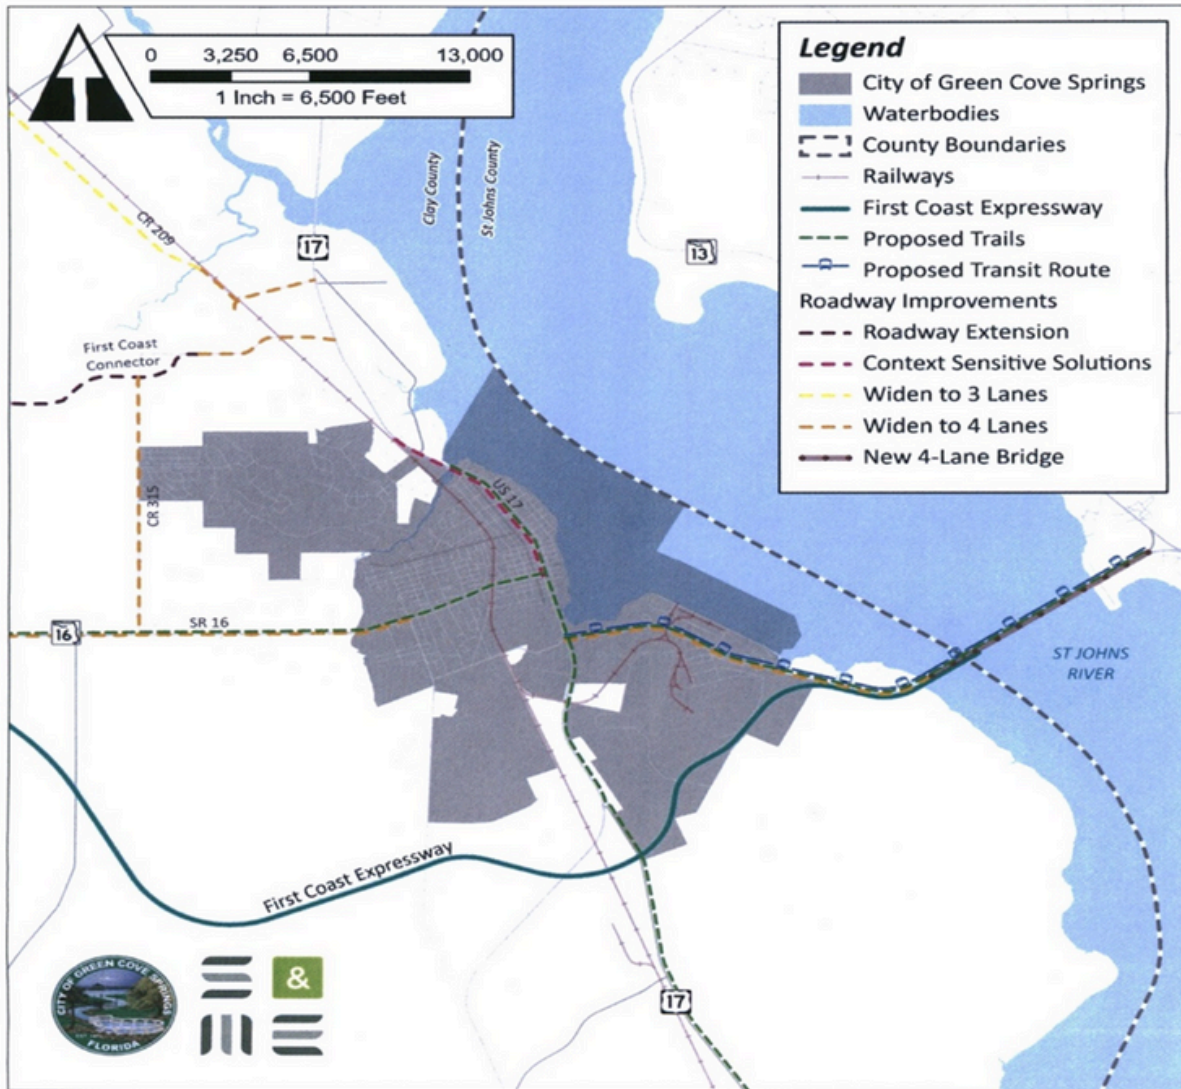 0 3,250 6,500 13,000
1 Inch = 6,500 Feet
Legend
City of Green Cove Springs
Waterbodies
County Boundaries
Railways
First Coast Expressway
Proposed Trails
Proposed Transit Route
Roadway Improvements
Roadway Extension
Context Sensitive Solutions
Widen to 3 Lanes
Widen to 4 Lanes
New 4-Lane Bridge
Clay County
St Johns County
CR 209
17
13
First Coast
Connector
US 17
CR 315
SR 16
16
ST JOHNS
RIVER
First Coast Expressway
17
CITY OF GREEN COVE SPRINGS
FLORIDA
&